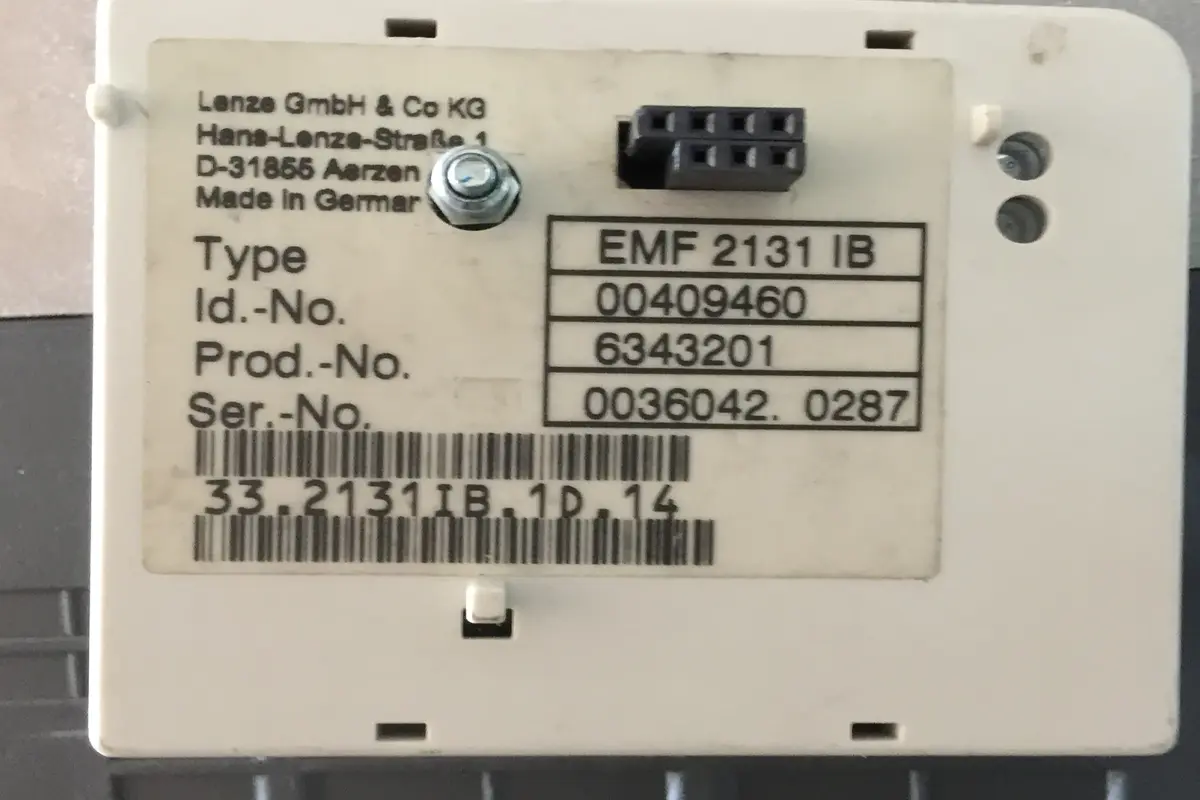 Lenze GmbH & Co KG
Hans-Lenze-Straße 1
D-31855 Aerzen
Made in German
Type EMF 2131 IB
Id.-No. 00409460
Prod.-No. 6343201
Ser.-No. 0036042. 0287
33.2131IB.1D.14